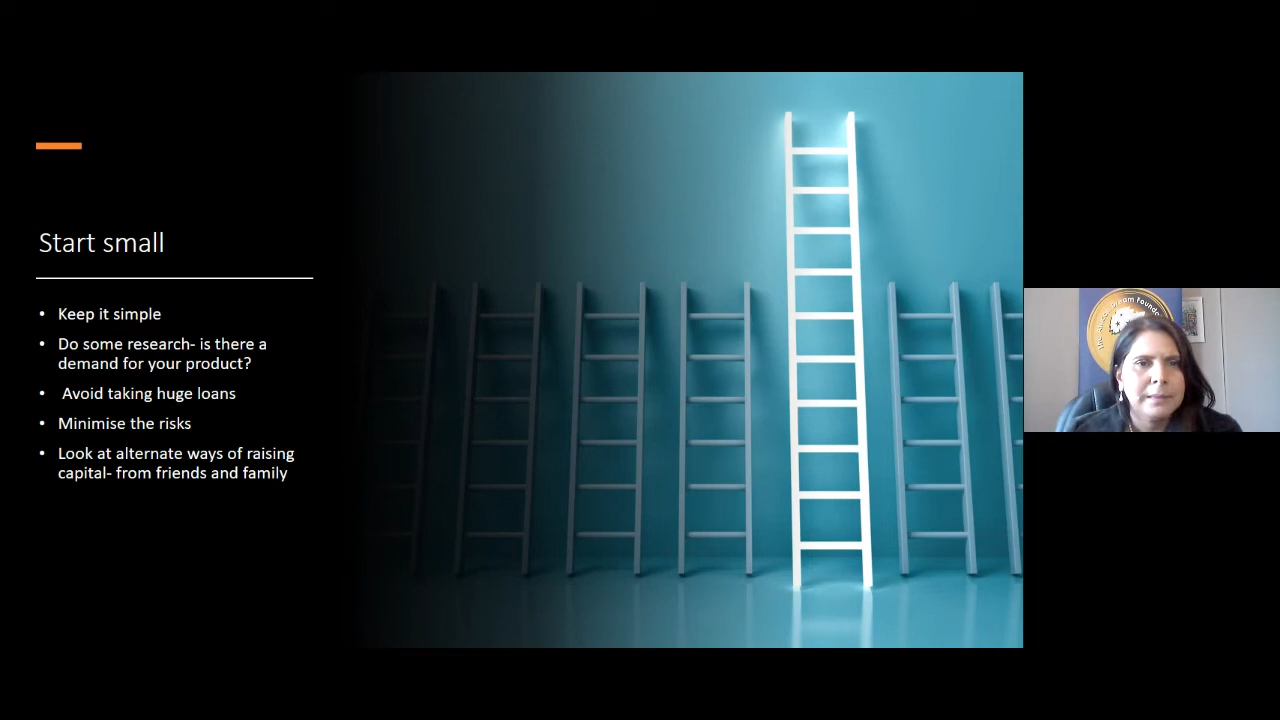 Start small
• Keep it simple
• Do some research- is there a
demand for your product?
• Avoid taking huge loans
• Minimise the risks
• Look at alternate ways of raising
capital- from friends and family
Dream